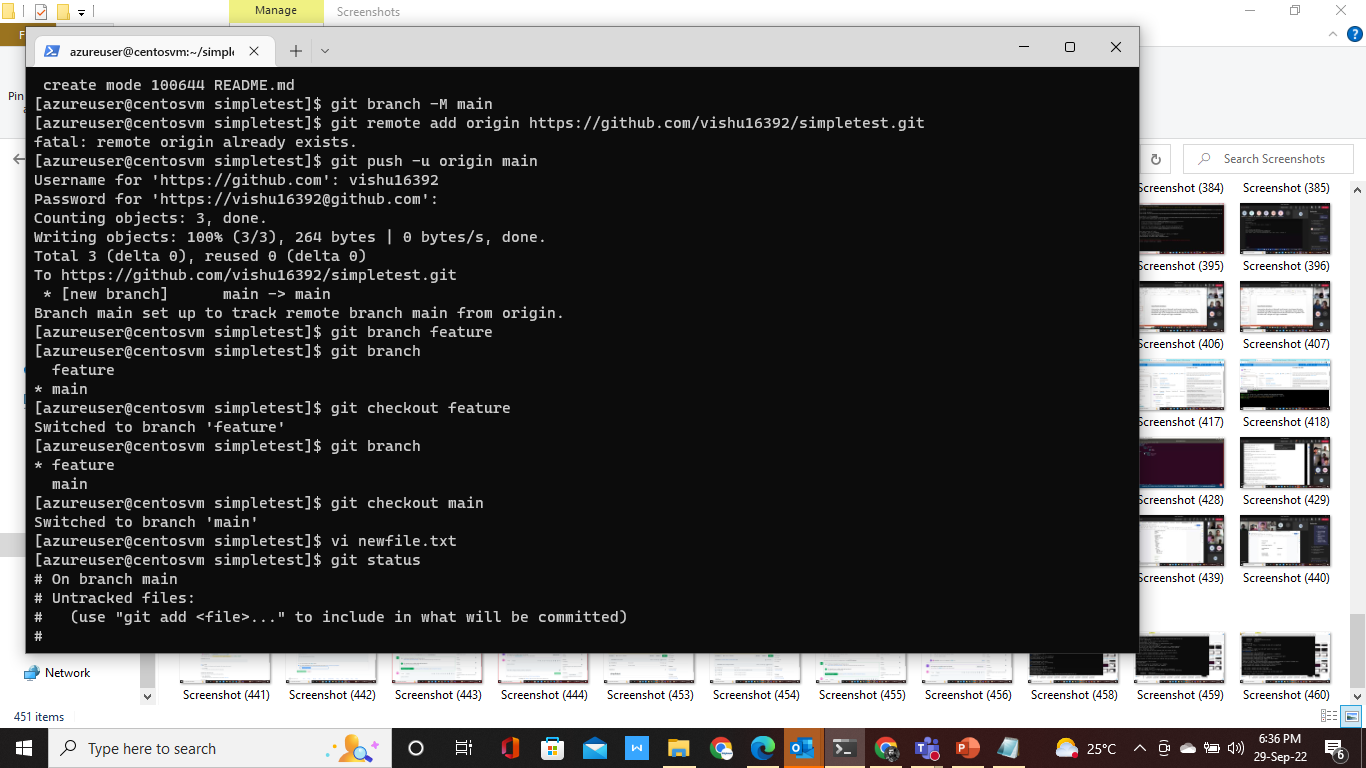 Manage
Screenshots
F
azureuser@centosvm:~/simple
Pin
create mode 100644 README.md
[azureuser@centosvm simpletest]$ git branch -M main
[azureuser@centosvm simpletest]$ git remote add origin https://github.com/vishu16392/simpletest.git
fatal: remote origin already exists.
[azureuser@centosvm simpletest]$ git push -u origin main
Username for 'https://github.com': vishu16392
Password for 'https://vishu16392@github.com':
Counting objects: 3, done.
Writing objects: 100% (3/3), 264 bytes | 0 bytes/s, done.
Total 3 (delta 0), reused 0 (delta 0)
To https://github.com/vishu16392/simpletest.git
* [new branch]      main -> main
Branch main set up to track remote branch main from origin.
[azureuser@centosvm simpletest]$ git branch feature
[azureuser@centosvm simpletest]$ git branch
feature
* main
[azureuser@centosvm simpletest]$ git checkout feature
Switched to branch 'feature'
[azureuser@centosvm simpletest]$ git branch
* feature
main
[azureuser@centosvm simpletest]$ git checkout main
Switched to branch 'main'
[azureuser@centosvm simpletest]$ vi newfile.txt
[azureuser@centosvm simpletest]$ git status
# On branch main
# Untracked files:
#   (use "git add <file>..." to include in what will be committed)
#
Search Screenshots
Screenshot (384) Screenshot (385)
Screenshot (395) Screenshot (396)
Screenshot (406) Screenshot (407)
Screenshot (417) Screenshot (418)
Screenshot (428) Screenshot (429)
Screenshot (439) Screenshot (440)
Network
Screenshot (441) Screenshot (442) Screenshot (443) Screenshot (444) Screenshot (453) Screenshot (454) Screenshot (455) Screenshot (456) Screenshot (458) Screenshot (459) Screenshot (460)
451 items
Type here to search
25°C
6:36 PM
29-Sep-22
6